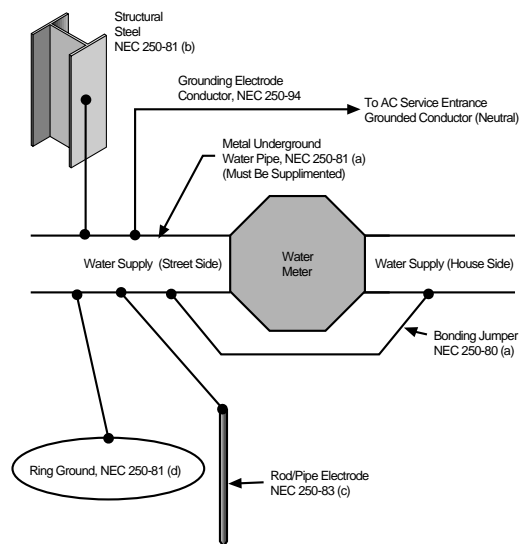 Structural
Steel
NEC 250-81 (b)
Grounding Electrode
Conductor, NEC 250-94
To AC Service Entrance
Grounded Conductor (Neutral)
Metal Underground
Water Pipe, NEC 250-81 (a)
(Must Be Supplimented)
Water Supply (Street Side)
Water
Meter
Water Supply (House Side)
Bonding Jumper
NEC 250-80 (a)
Ring Ground, NEC 250-81 (d)
Rod/Pipe Electrode
NEC 250-83 (c)